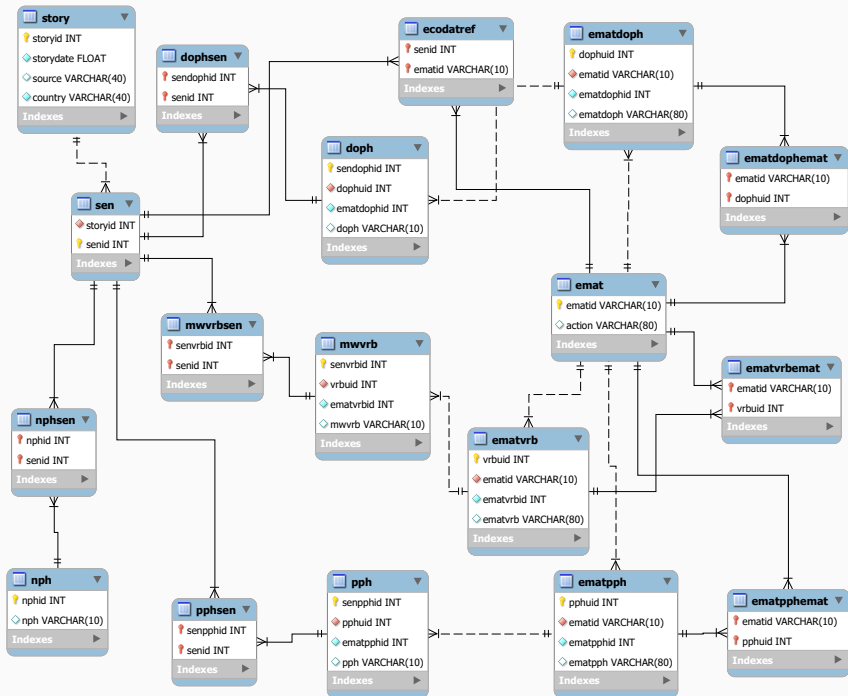 story
storyid INT
storydate FLOAT
source VARCHAR(40)
country VARCHAR(40)
Indexes
dophsen
sendophid INT
senid INT
Indexes
ecodatref
senid INT
ematid VARCHAR(10)
Indexes
ematdoph
dophuid INT
ematid VARCHAR(10)
ematdophid INT
ematdoph VARCHAR(80)
Indexes
doph
sendophid INT
dophuid INT
ematdophid INT
doph VARCHAR(10)
Indexes
ematdophemat
ematid VARCHAR(10)
dophuid INT
Indexes
sen
storyid INT
senid INT
Indexes
emat
ematid VARCHAR(10)
action VARCHAR(80)
Indexes
mwvrbsen
senvrbid INT
senid INT
Indexes
mwvrb
senvrbid INT
vrbuid INT
ematvrbid INT
mwvrb VARCHAR(10)
Indexes
ematvrbemat
ematid VARCHAR(10)
vrbuid INT
Indexes
nphsen
nphid INT
senid INT
Indexes
ematvrb
vrbuid INT
ematid VARCHAR(10)
ematvrbid INT
ematvrb VARCHAR(80)
Indexes
nph
nphid INT
nph VARCHAR(10)
Indexes
pphsen
senpphid INT
senid INT
Indexes
pph
senpphid INT
pphuid INT
ematpphid INT
pph VARCHAR(10)
Indexes
ematpph
pphuid INT
ematid VARCHAR(10)
ematpphid INT
ematpph VARCHAR(80)
Indexes
ematpphemat
ematid VARCHAR(10)
pphuid INT
Indexes